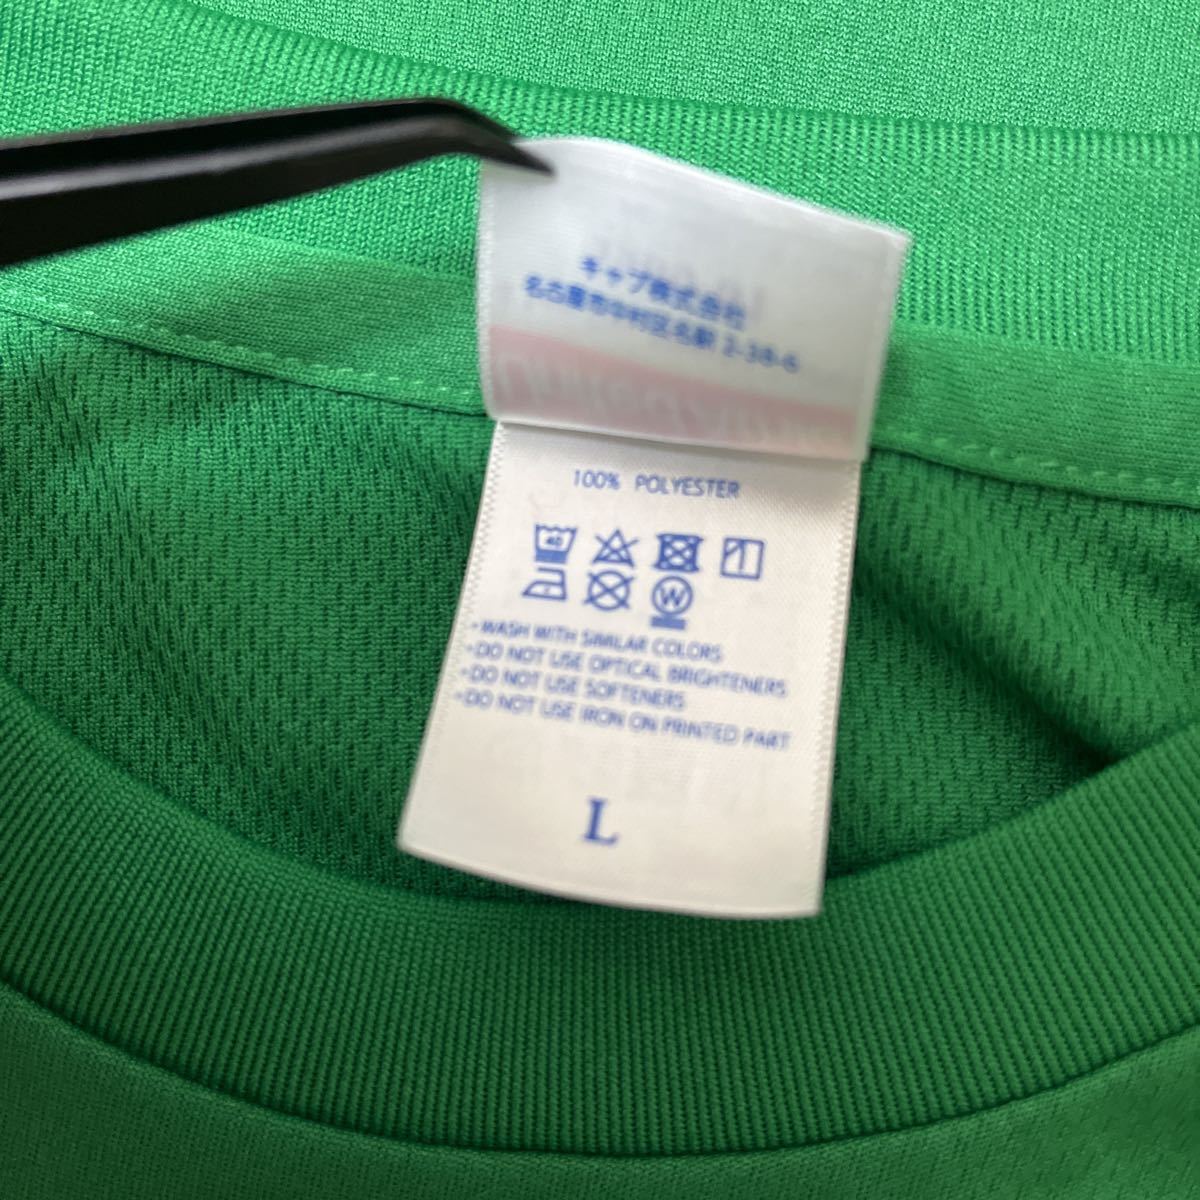 キャブ株式会社
名古屋市中村区名駅 2-38-6
100% POLYESTER
40
W
•WASH WITH SIMILAR COLORS
•DO NOT USE OPTICAL BRIGHTENERS
•DO NOT USE SOFTENERS
•DO NOT USE IRON ON PRINTED PART
L